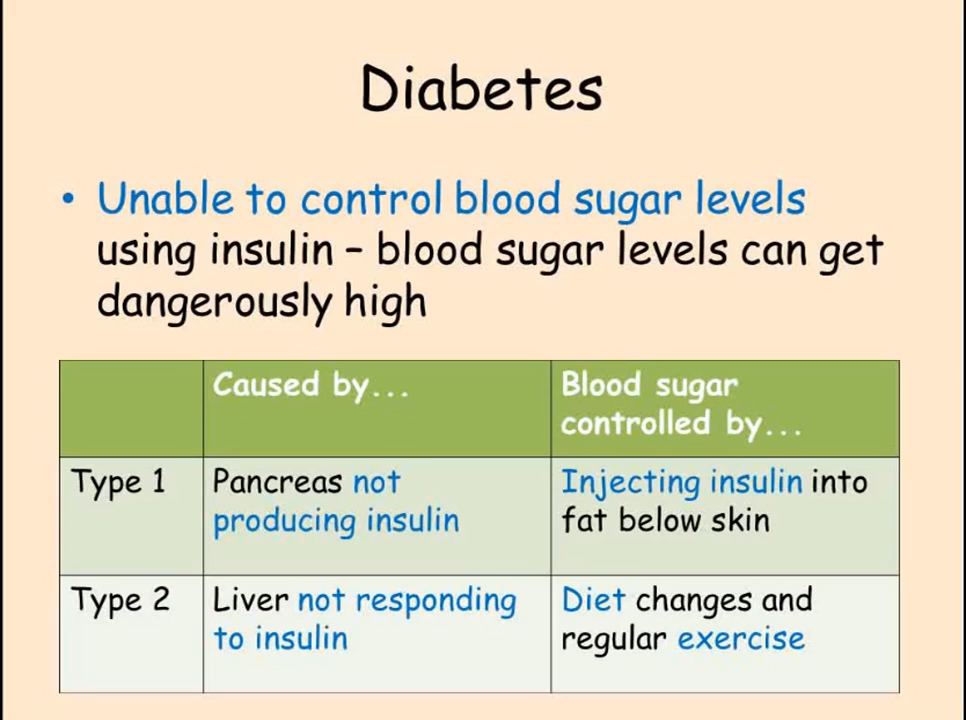 Diabetes
• Unable to control blood sugar levels
using insulin – blood sugar levels can get
dangerously high
Caused by...
Blood sugar
controlled by...
Type 1
Pancreas not
producing insulin
Injecting insulin into
fat below skin
Type 2
Liver not responding
to insulin
Diet changes and
regular exercise